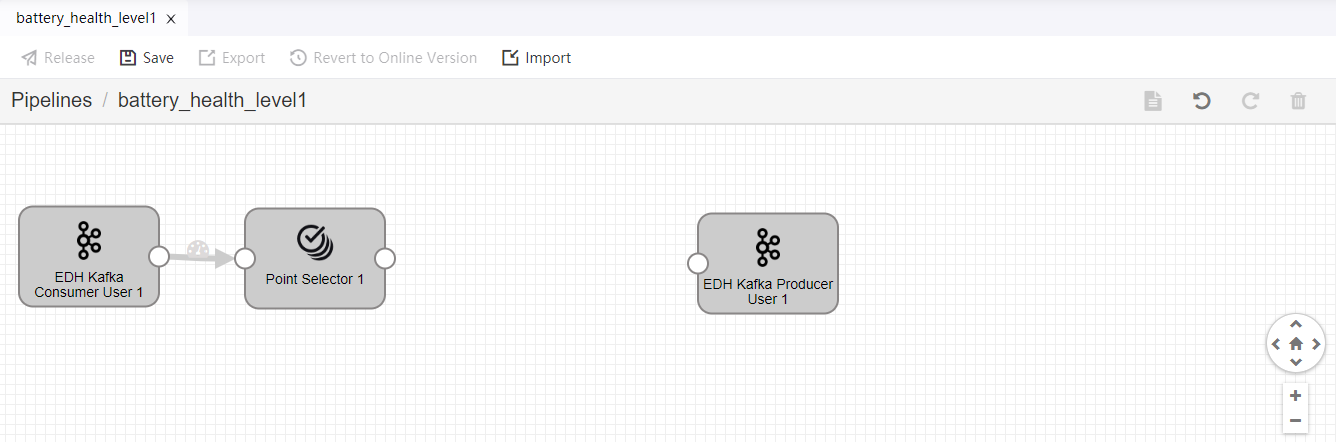 battery_health_level1 x
Release Save Export Revert to Online Version Import
Pipelines / battery_health_level1
EDH Kafka
Consumer User 1
Point Selector 1
EDH Kafka Producer
User 1